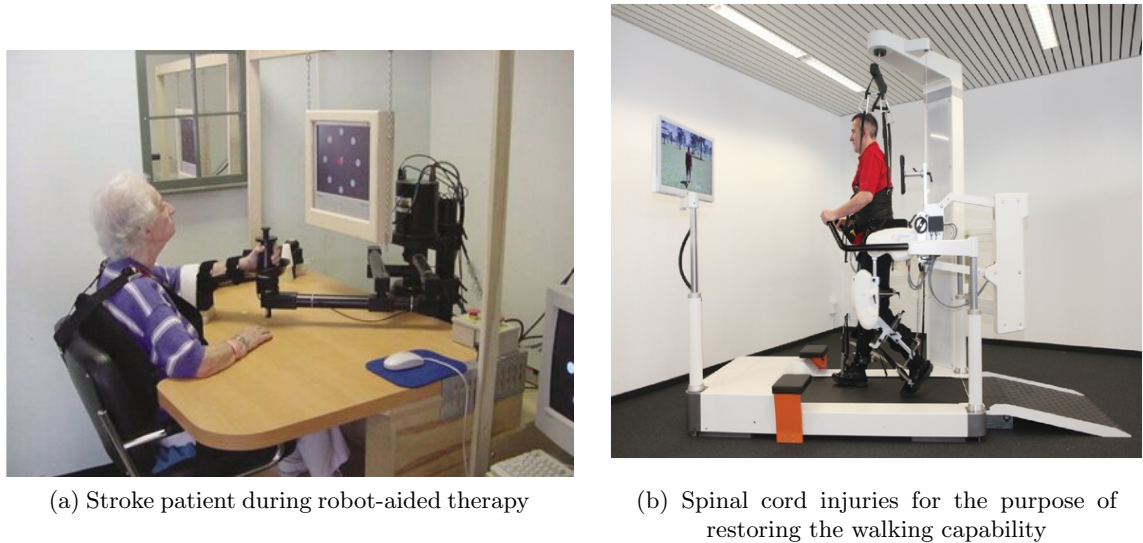 (a) Stroke patient during robot-aided therapy
(b) Spinal cord injuries for the purpose of
restoring the walking capability